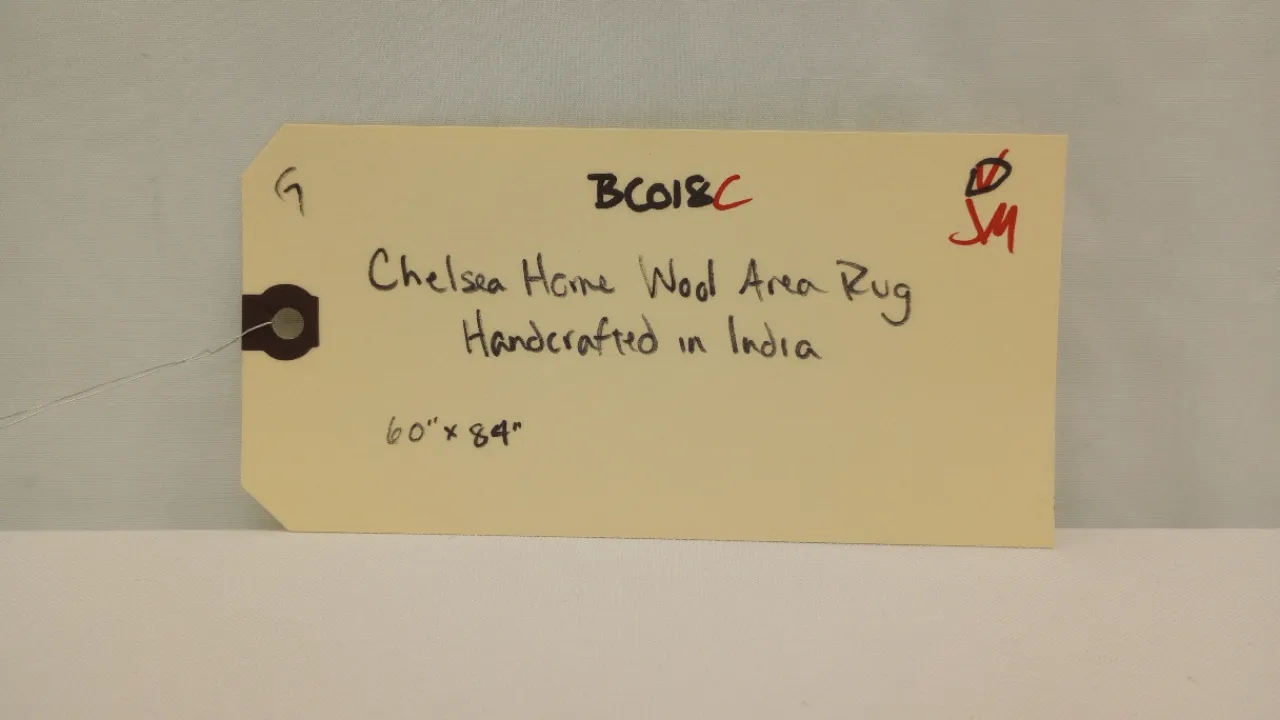 G
BC018C
V
JM
Chelsea Home Wool Area Rug
Handcrafted in India
60" x 84"